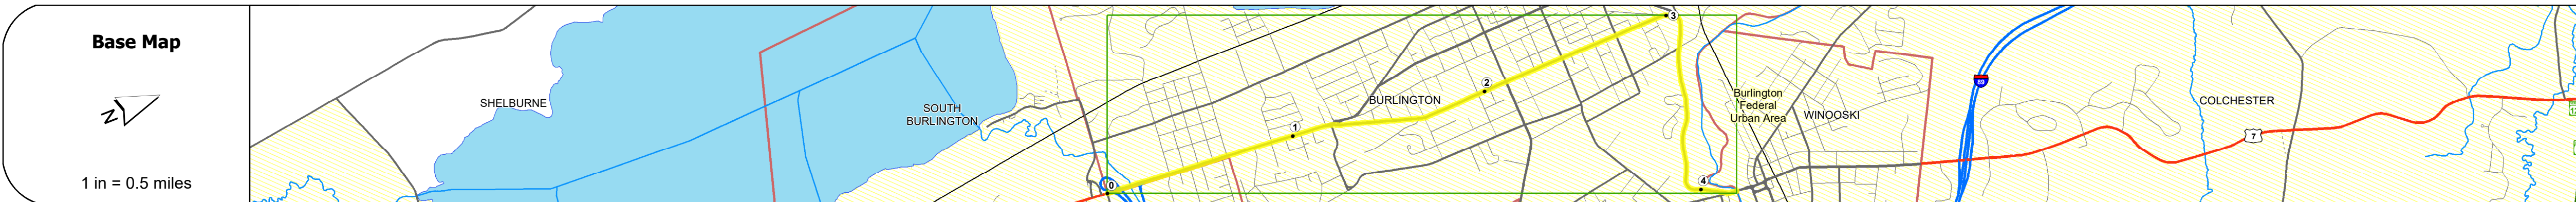 Base Map
N
1 in = 0.5 miles
SHELBURNE
SOUTH
BURLINGTON
0
1
BURLINGTON
2
3
4
Burlington
Federal
Urban Area
WINOOSKI
89
COLCHESTER
7